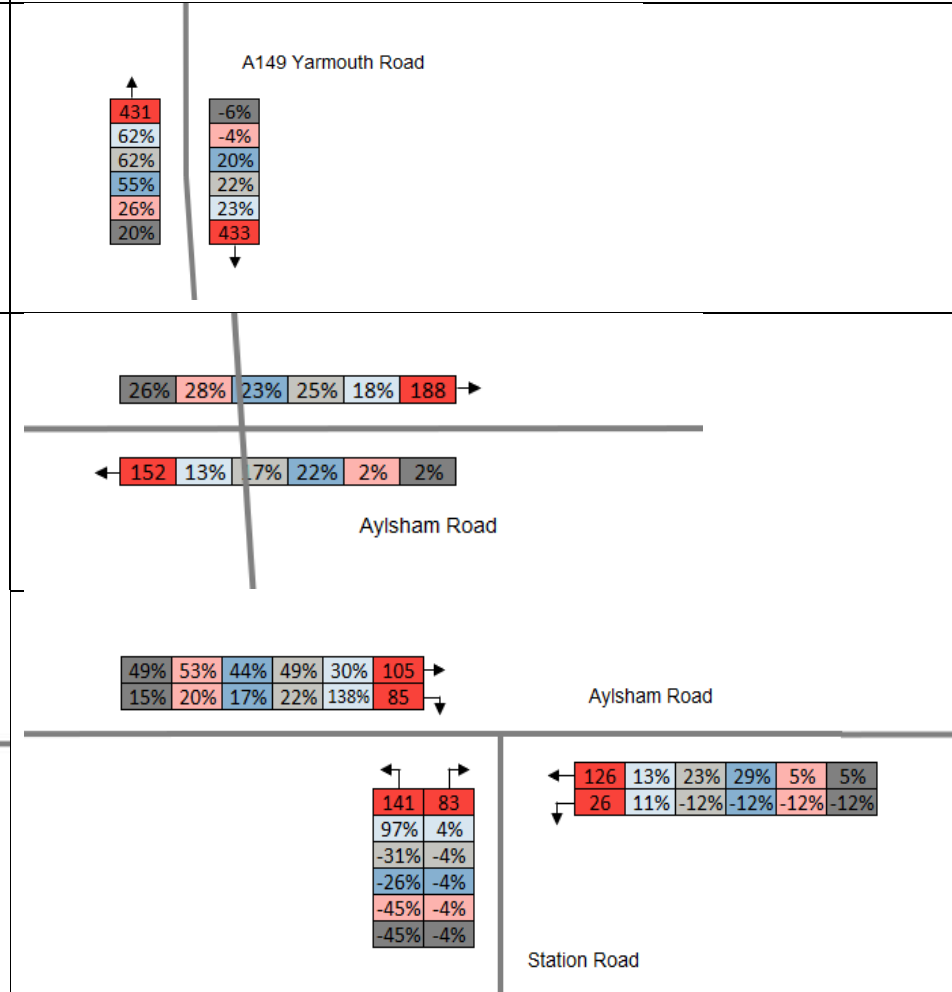 A149 Yarmouth Road
431
62%
62%
55%
26%
20%
-6%
-4%
20%
22%
23%
433
26% 28% 23% 25% 18% 188
152 13% 17% 22% 2% 2%
Aylsham Road
49% 53% 44% 49% 30% 105
15% 20% 17% 22% 138% 85
Aylsham Road
141 83
97% 4%
-31% -4%
-26% -4%
-45% -4%
-45% -4%
126 13% 23% 29% 5% 5%
26 11% -12% -12% -12% -12%
Station Road